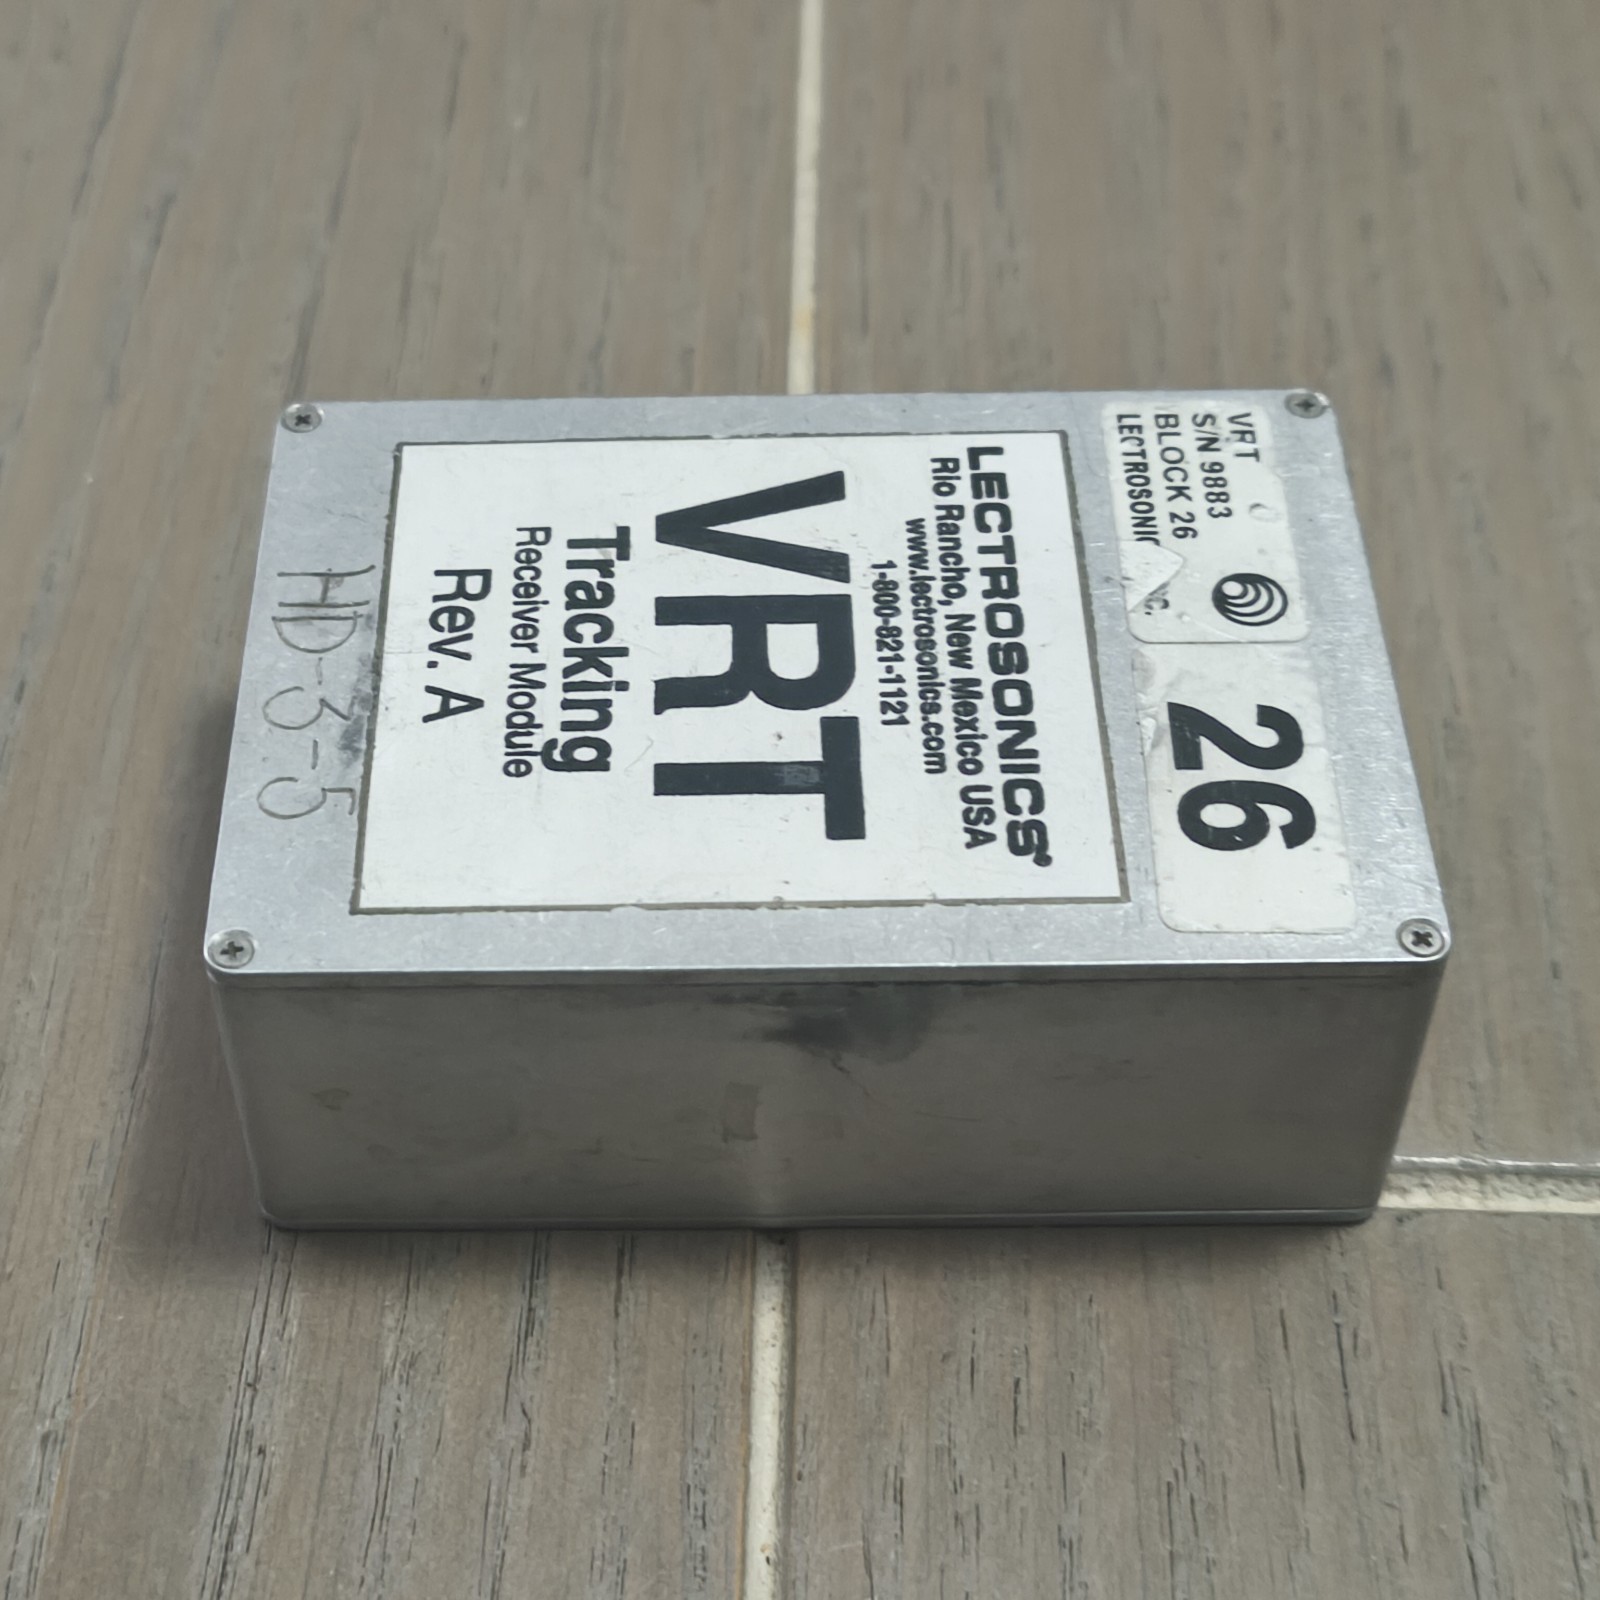 VRT
S/N 9883
BLOCK 26
LECTROSONIC
26
LECTROSONICS®
Rio Rancho, New Mexico USA
www.lectrosonics.com
1-800-821-1121
VRT
Tracking
Receiver Module
Rev. A
HD-3-5